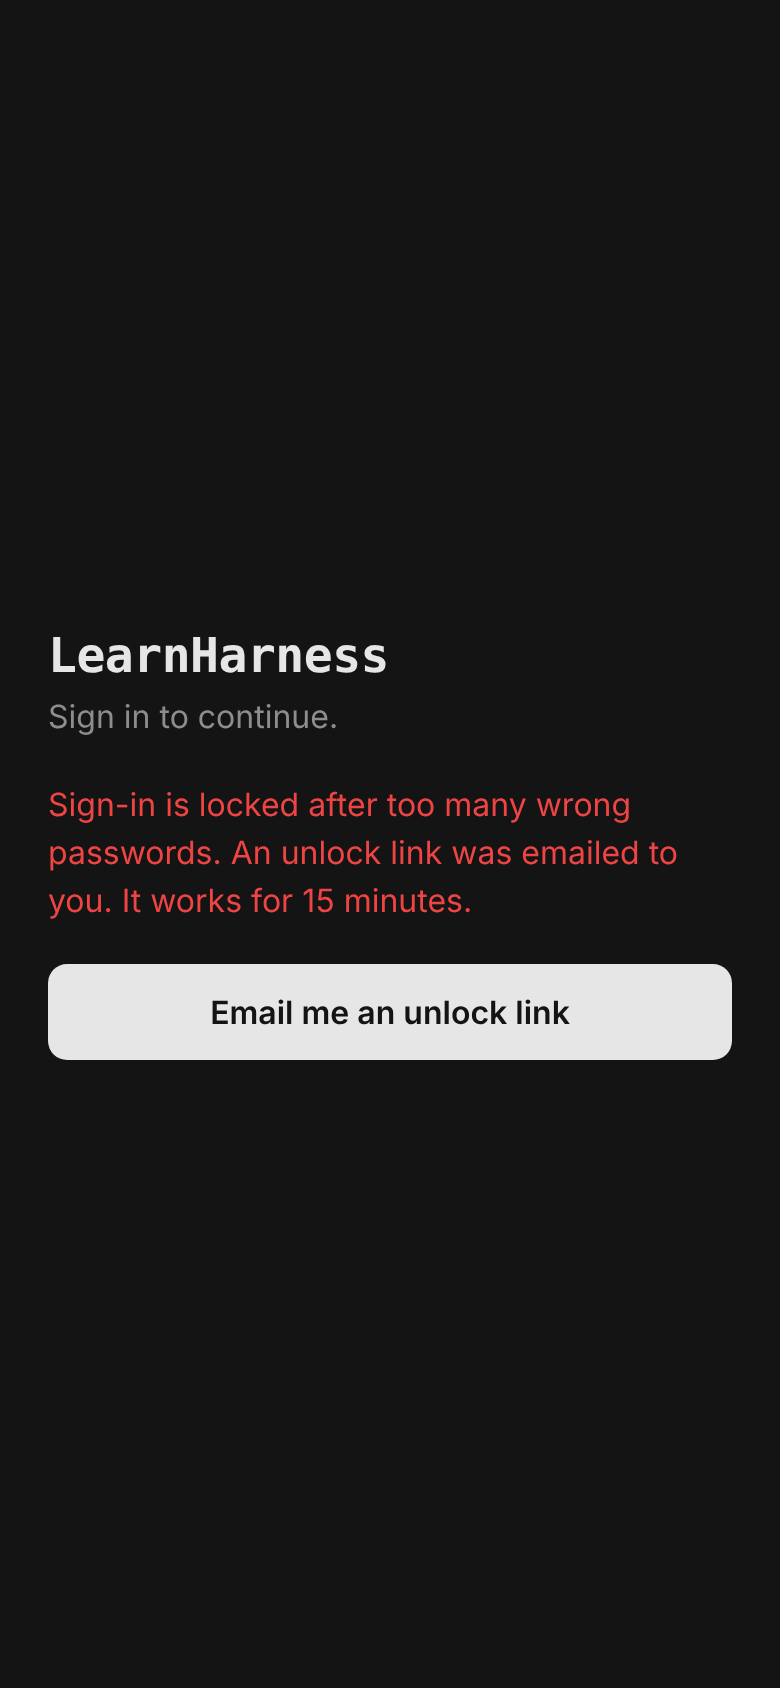 LearnHarness
Sign in to continue.
Sign-in is locked after too many wrong
passwords. An unlock link was emailed to
you. It works for 15 minutes.
Email me an unlock link